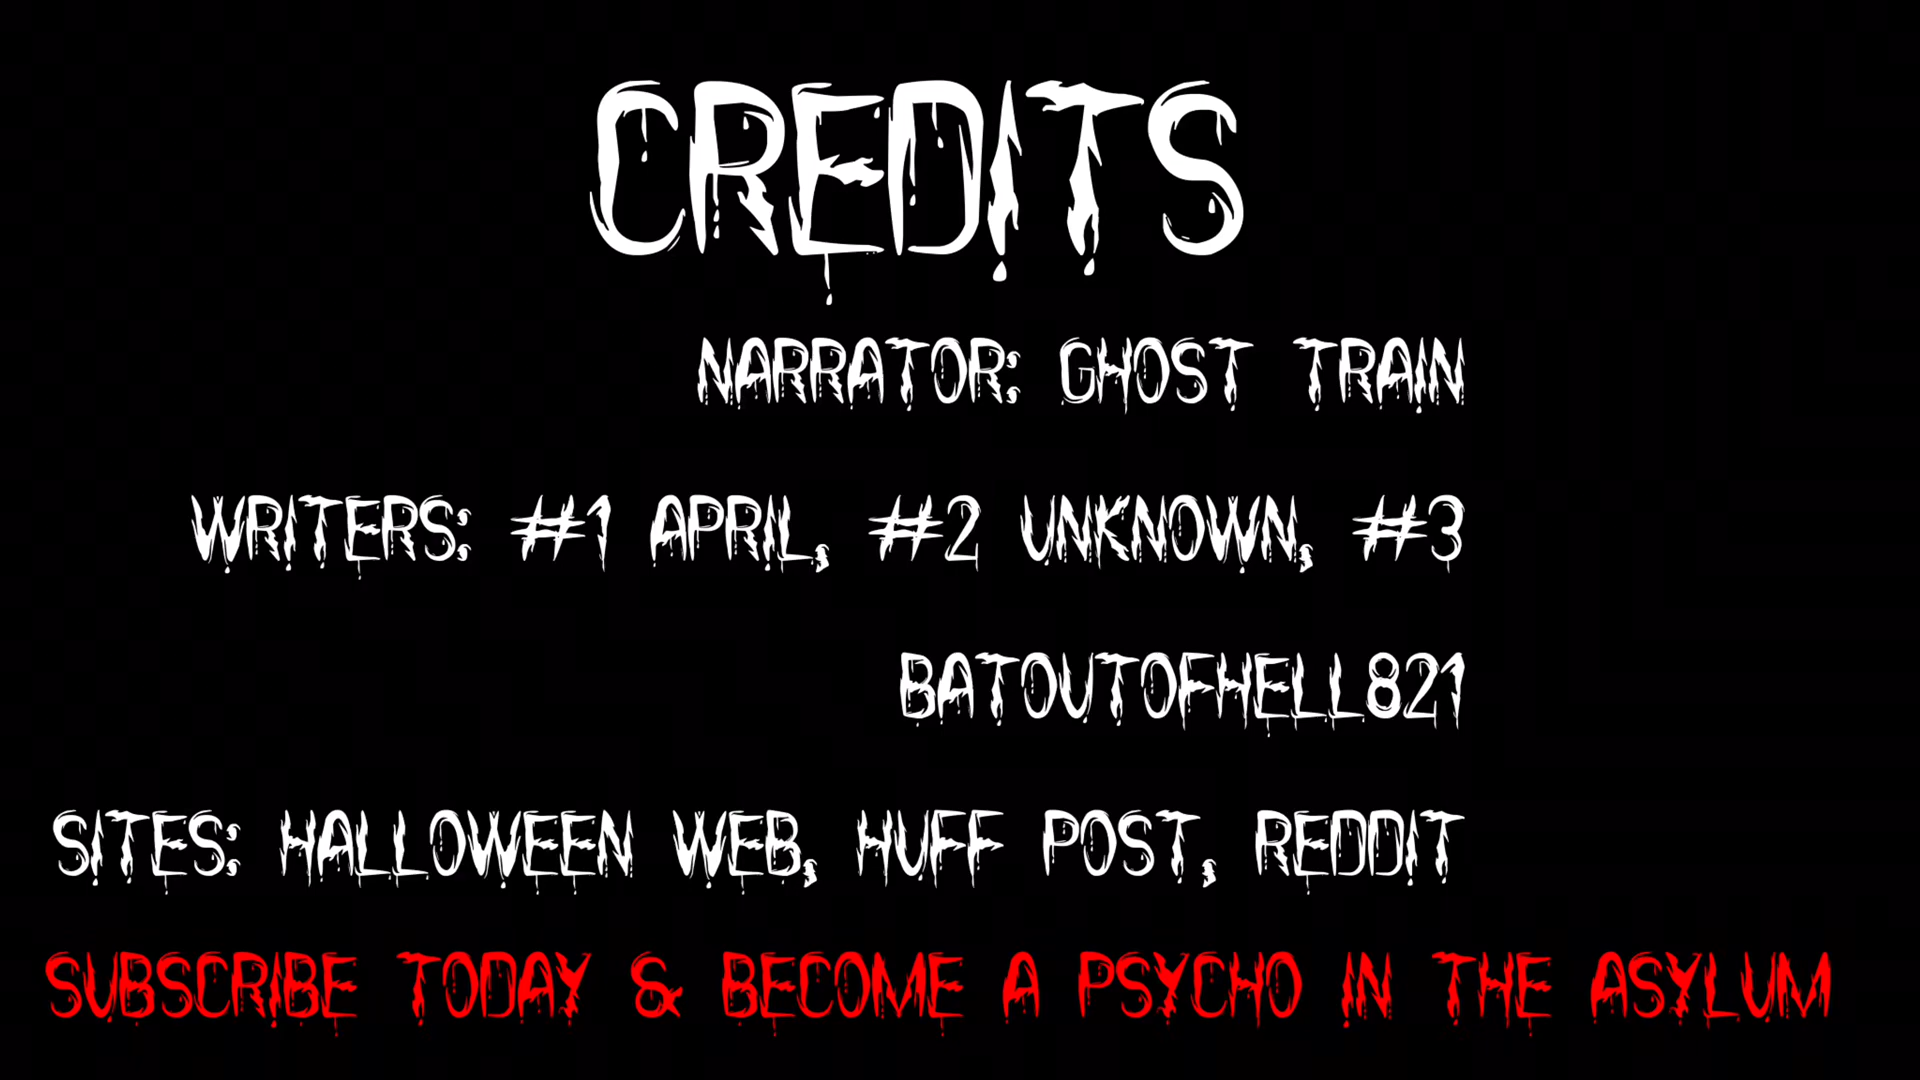 CREDITS
NARRATOR: GHOST TRAIN
WRITERS: #1 APRIL, #2 UNKNOWN, #3
BATOUTOFHELL821
SITES: HALLOWEEN WEB, HUFF POST, REDDIT
SUBSCRIBE TODAY & BECOME A PSYCHO IN THE ASYLUM